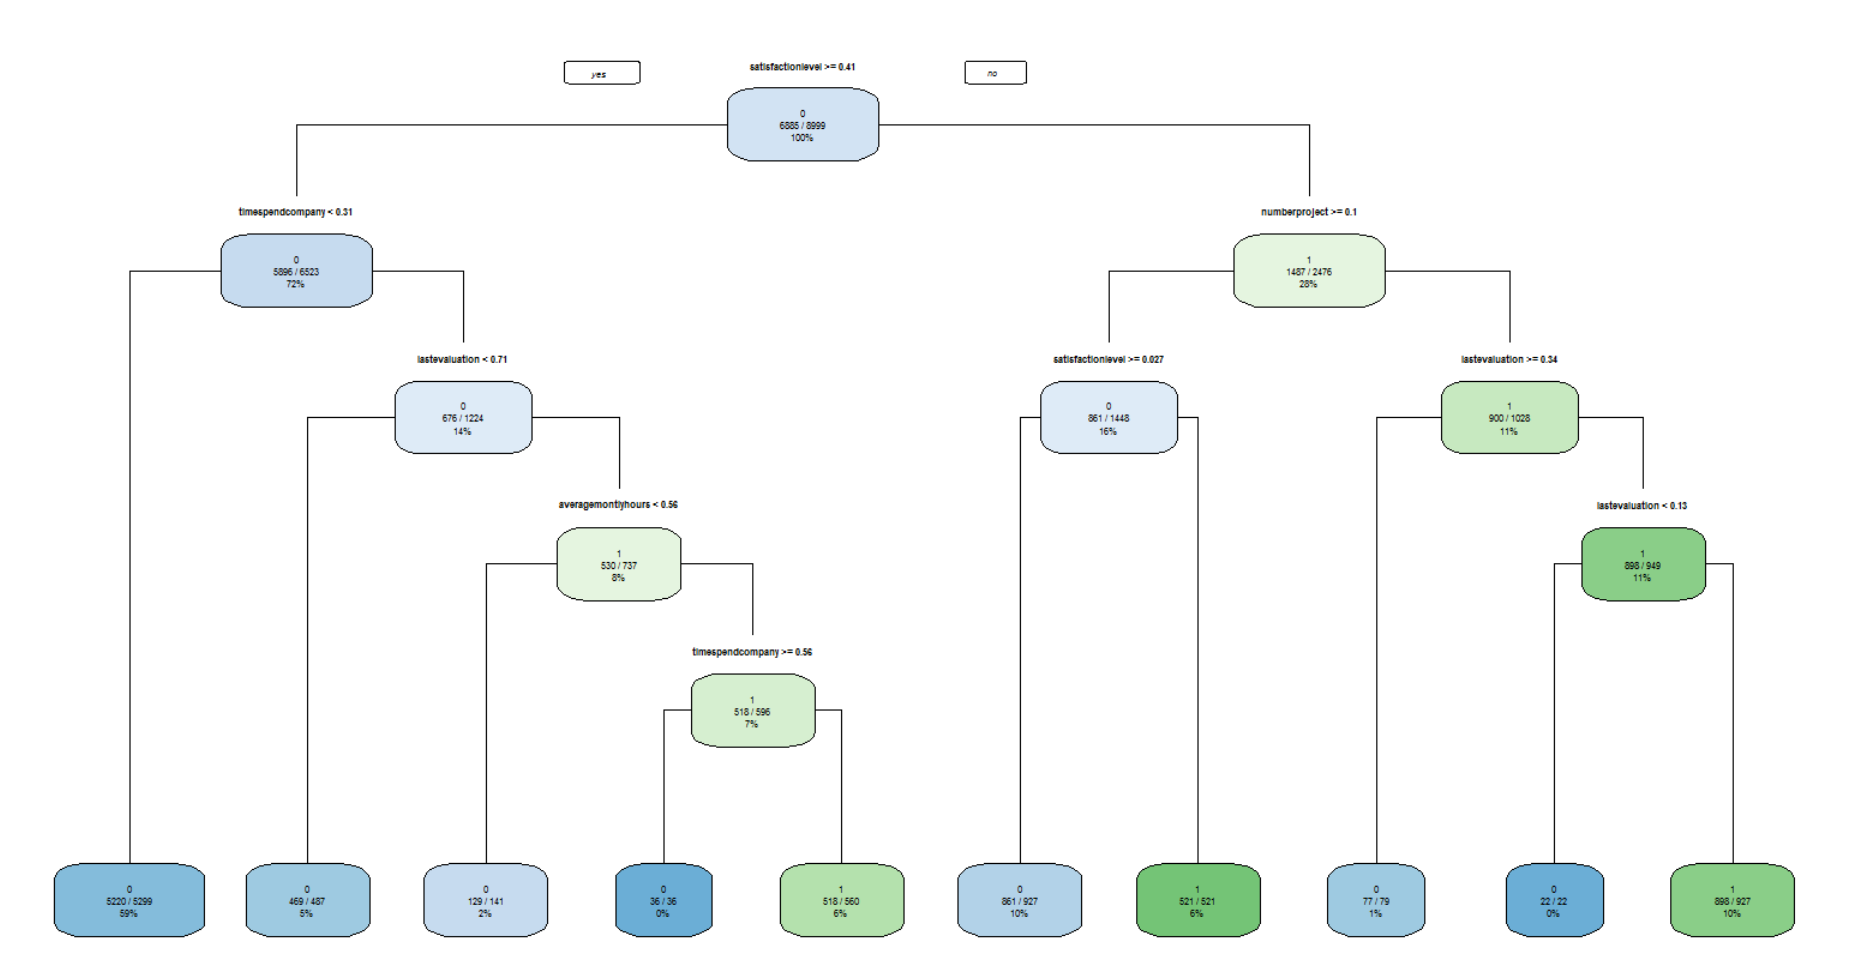 satisfactionlevel >= 0.41
yes
no
0
6885 / 8999
100%
timespendcompany < 0.31
numberproject >= 0.1
0
5896 / 6523
72%
1
1487 / 2476
28%
lastevaluation < 0.71
satisfactionlevel >= 0.027
lastevaluation >= 0.34
0
676 / 1224
14%
0
861 / 1448
16%
1
900 / 1028
11%
averagemontlyhours < 0.56
lastevaluation < 0.13
1
530 / 737
8%
1
898 / 949
11%
timespendcompany >= 0.56
1
518 / 596
7%
0
5220 / 5299
59%
0
469 / 487
5%
0
129 / 141
2%
0
36 / 36
0%
1
518 / 560
6%
0
861 / 927
10%
1
521 / 521
6%
0
77 / 79
1%
0
22 / 22
0%
1
898 / 927
10%